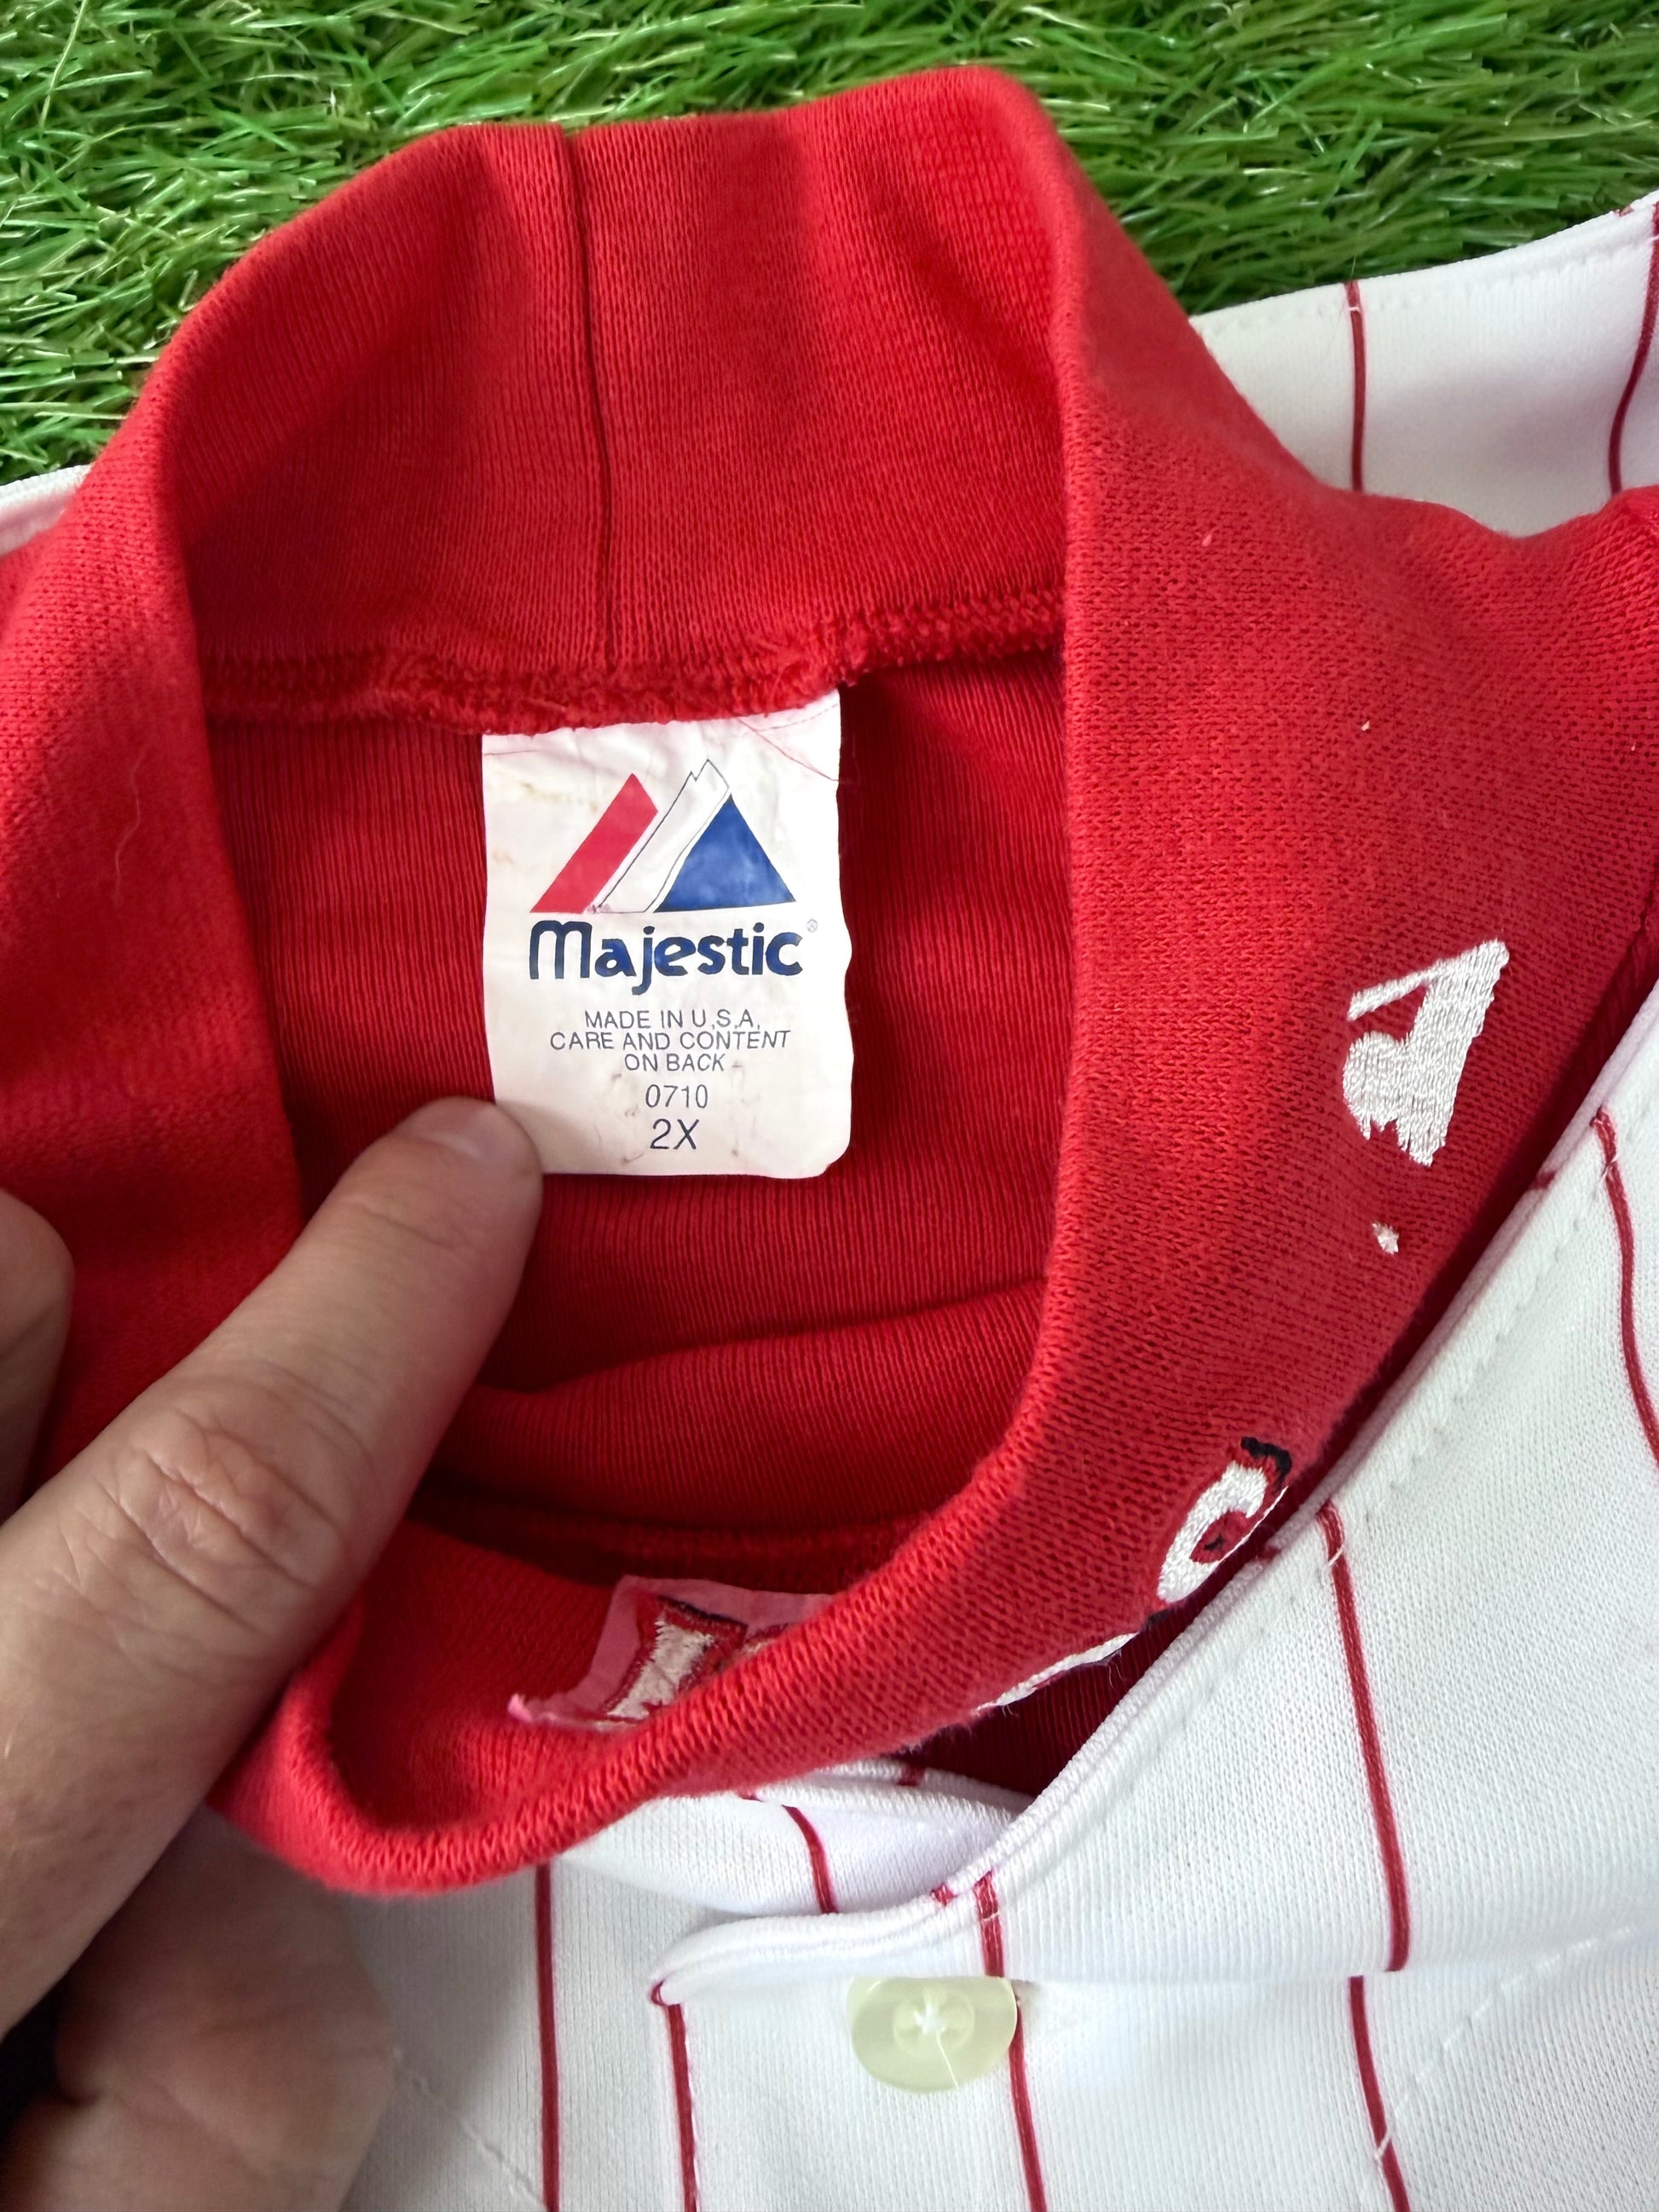 Majestic®
MADE IN U.S.A.
CARE AND CONTENT
ON BACK
0710
2X